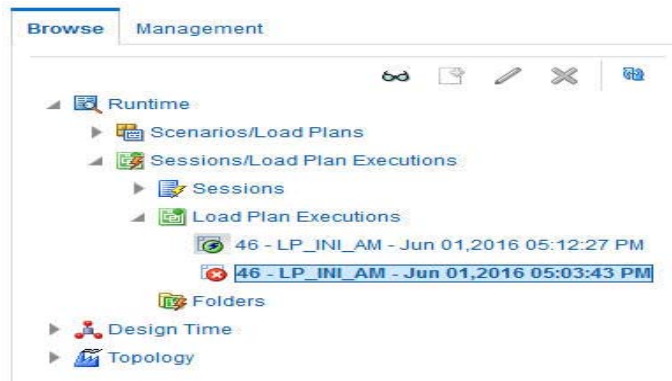 Browse Management
Runtime
Scenarios/Load Plans
Sessions/Load Plan Executions
Sessions
Load Plan Executions
46 - LP_INI_AM - Jun 01,2016 05:12:27 PM
46 - LP_INI_AM - Jun 01,2016 05:03:43 PM
Folders
Design Time
Topology